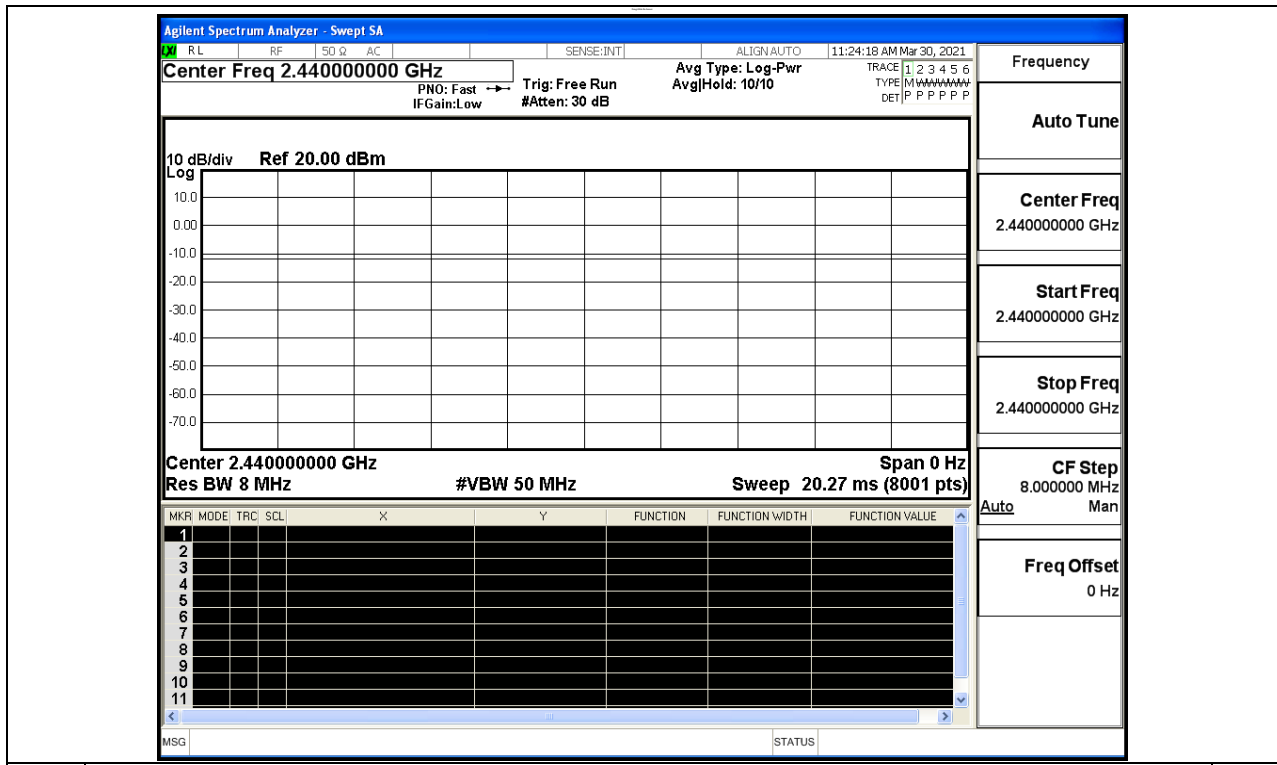 Agilent Spectrum Analyzer - Swept SA
LXI RL RF 50 Ω AC SENSE:INT ALIGN AUTO 11:24:18 AM Mar 30, 2021
Center Freq 2.440000000 GHz
PNO: Fast
IFGain:Low
Trig: Free Run
#Atten: 30 dB
Avg Type: Log-Pwr
Avg|Hold: 10/10
TRACE 1 2 3 4 5 6
TYPE M WWWWW
DET P P P P P P
10 dB/div Ref 20.00 dBm
Log
10.0
0.00
-10.0
-20.0
-30.0
-40.0
-50.0
-60.0
-70.0
Center 2.440000000 GHz Span 0 Hz
Res BW 8 MHz #VBW 50 MHz Sweep 20.27 ms (8001 pts)
MKR MODE TRC SCL X Y FUNCTION FUNCTION WIDTH FUNCTION VALUE
1
2
3
4
5
6
7
8
9
10
11
MSG STATUS
Frequency
Auto Tune
Center Freq
2.440000000 GHz
Start Freq
2.440000000 GHz
Stop Freq
2.440000000 GHz
CF Step
8.000000 MHz
Auto Man
Freq Offset
0 Hz